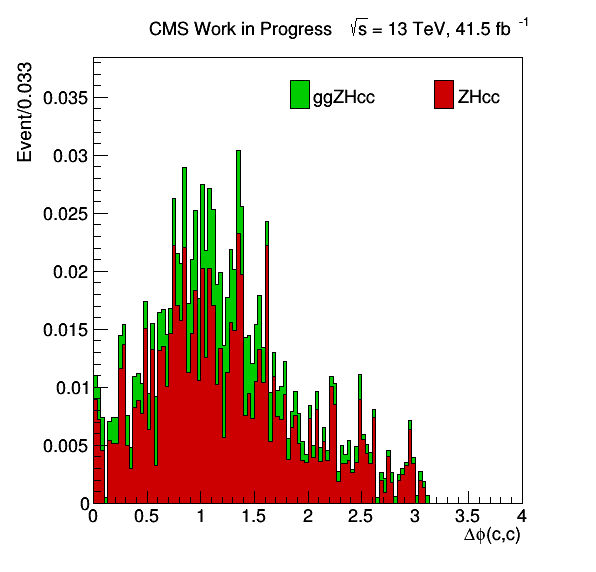 CMS Work in Progress √s = 13 TeV, 41.5 fb⁻¹
Event/0.033
ggZHcc ZHcc
0.035
0.03
0.025
0.02
0.015
0.01
0.005
0
0 0.5 1 1.5 2 2.5 3 3.5 4
Δϕ(c,c)